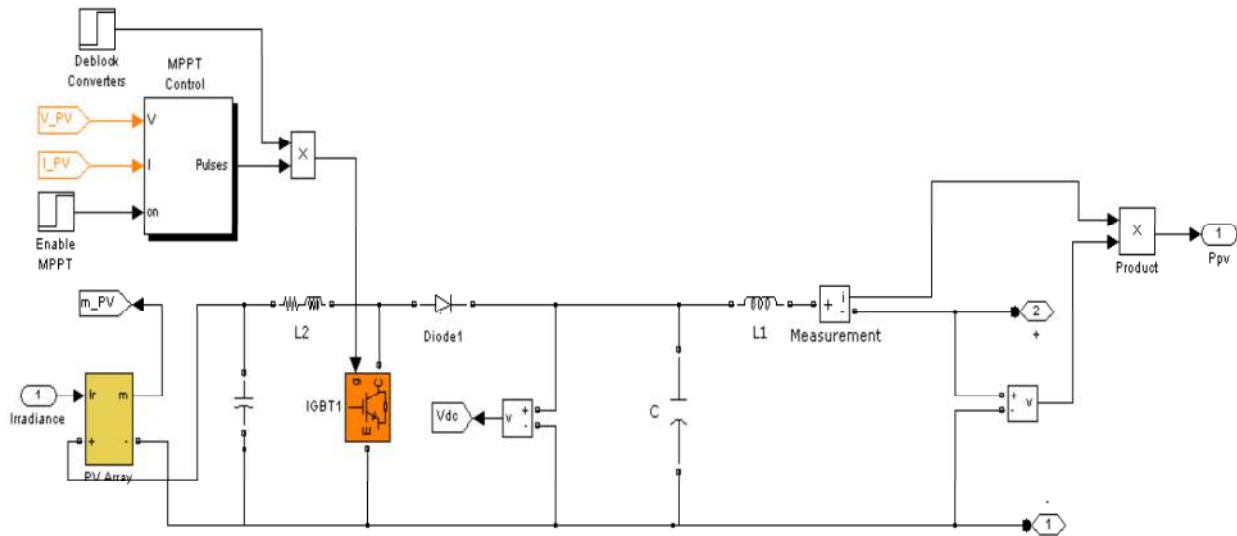 Deblock
Converters
MPPT
Control
V_PV
V
I_PV
I
Pulses
on
X
Enable
MPPT
X
Product
1
Ppv
m_PV
L2
Diode1
L1
+
i
-
Measurement
2
+
1
Irradiance
Ir
m
+
-
PV Array
g
C
E
IGBT1
Vdc
v
+
-
C
+
-
v
-
1